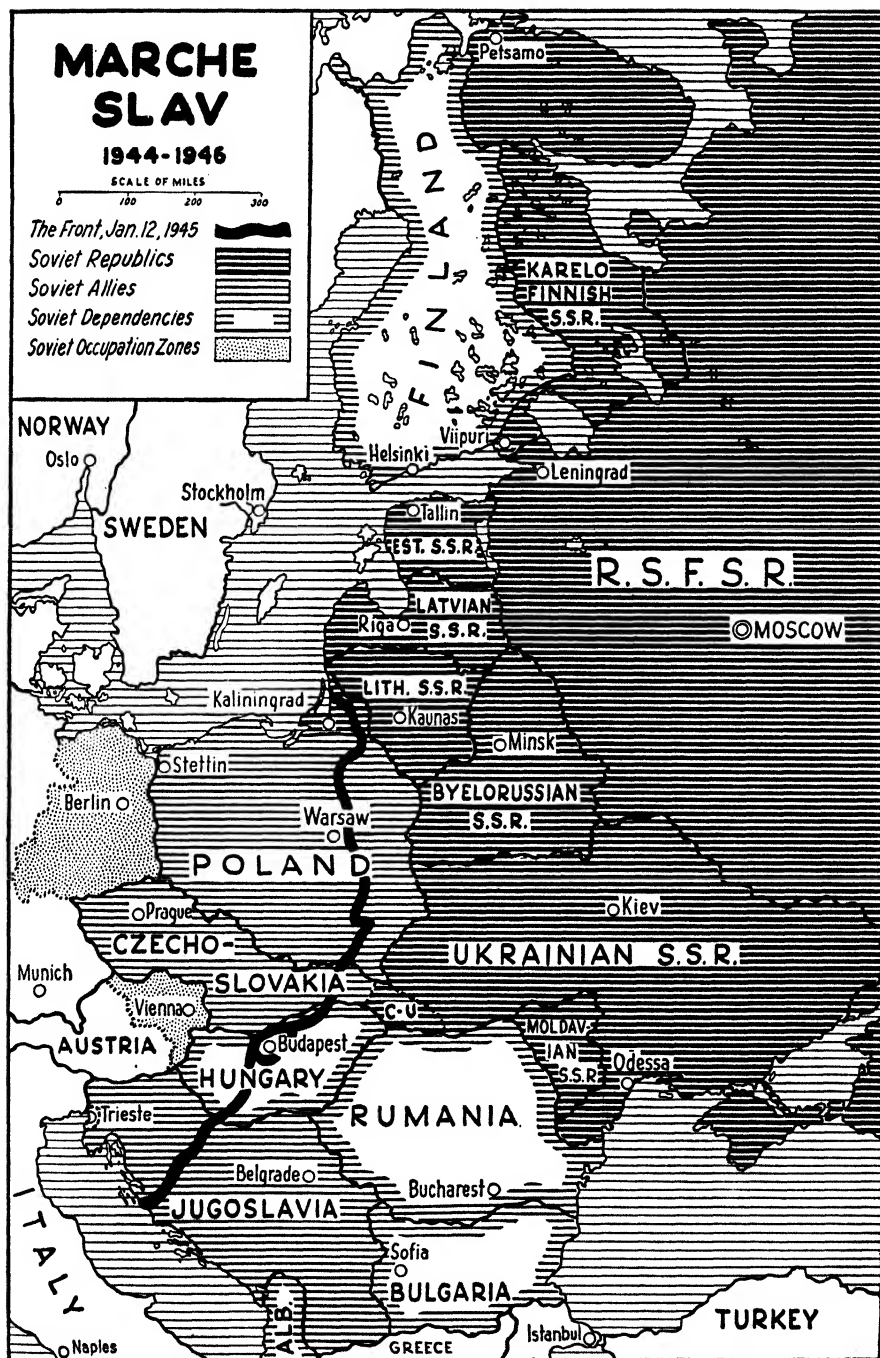 MARCHE
SLAV
1944-1946
SCALE OF MILES
0 100 200 300
The Front, Jan. 12, 1945
Soviet Republics
Soviet Allies
Soviet Dependencies
Soviet Occupation Zones
Petsamo
FINLAND
KARELO
FINNISH
S.S.R.
NORWAY
Oslo
Viipuri
Helsinki
Leningrad
Stockholm
SWEDEN
Tallin
EST. S.S.R.
R.S.F.S.R.
LATVIAN
S.S.R.
Riga
MOSCOW
LITH. S.S.R.
Kaliningrad
Kaunas
Minsk
Stettin
BYELORUSSIAN
S.S.R.
Berlin
Warsaw
POLAND
Prague
Kiev
CZECHO-
SLOVAKIA
UKRAINIAN S.S.R.
Munich
Vienna
C-U
MOLDAV-
IAN
S.S.R
AUSTRIA
Budapest
Odessa
HUNGARY
Trieste
RUMANIA
Belgrade
Bucharest
JUGOSLAVIA
ITALY
Sofia
BULGARIA
ALB.
TURKEY
Istanbul
GREECE
Naples